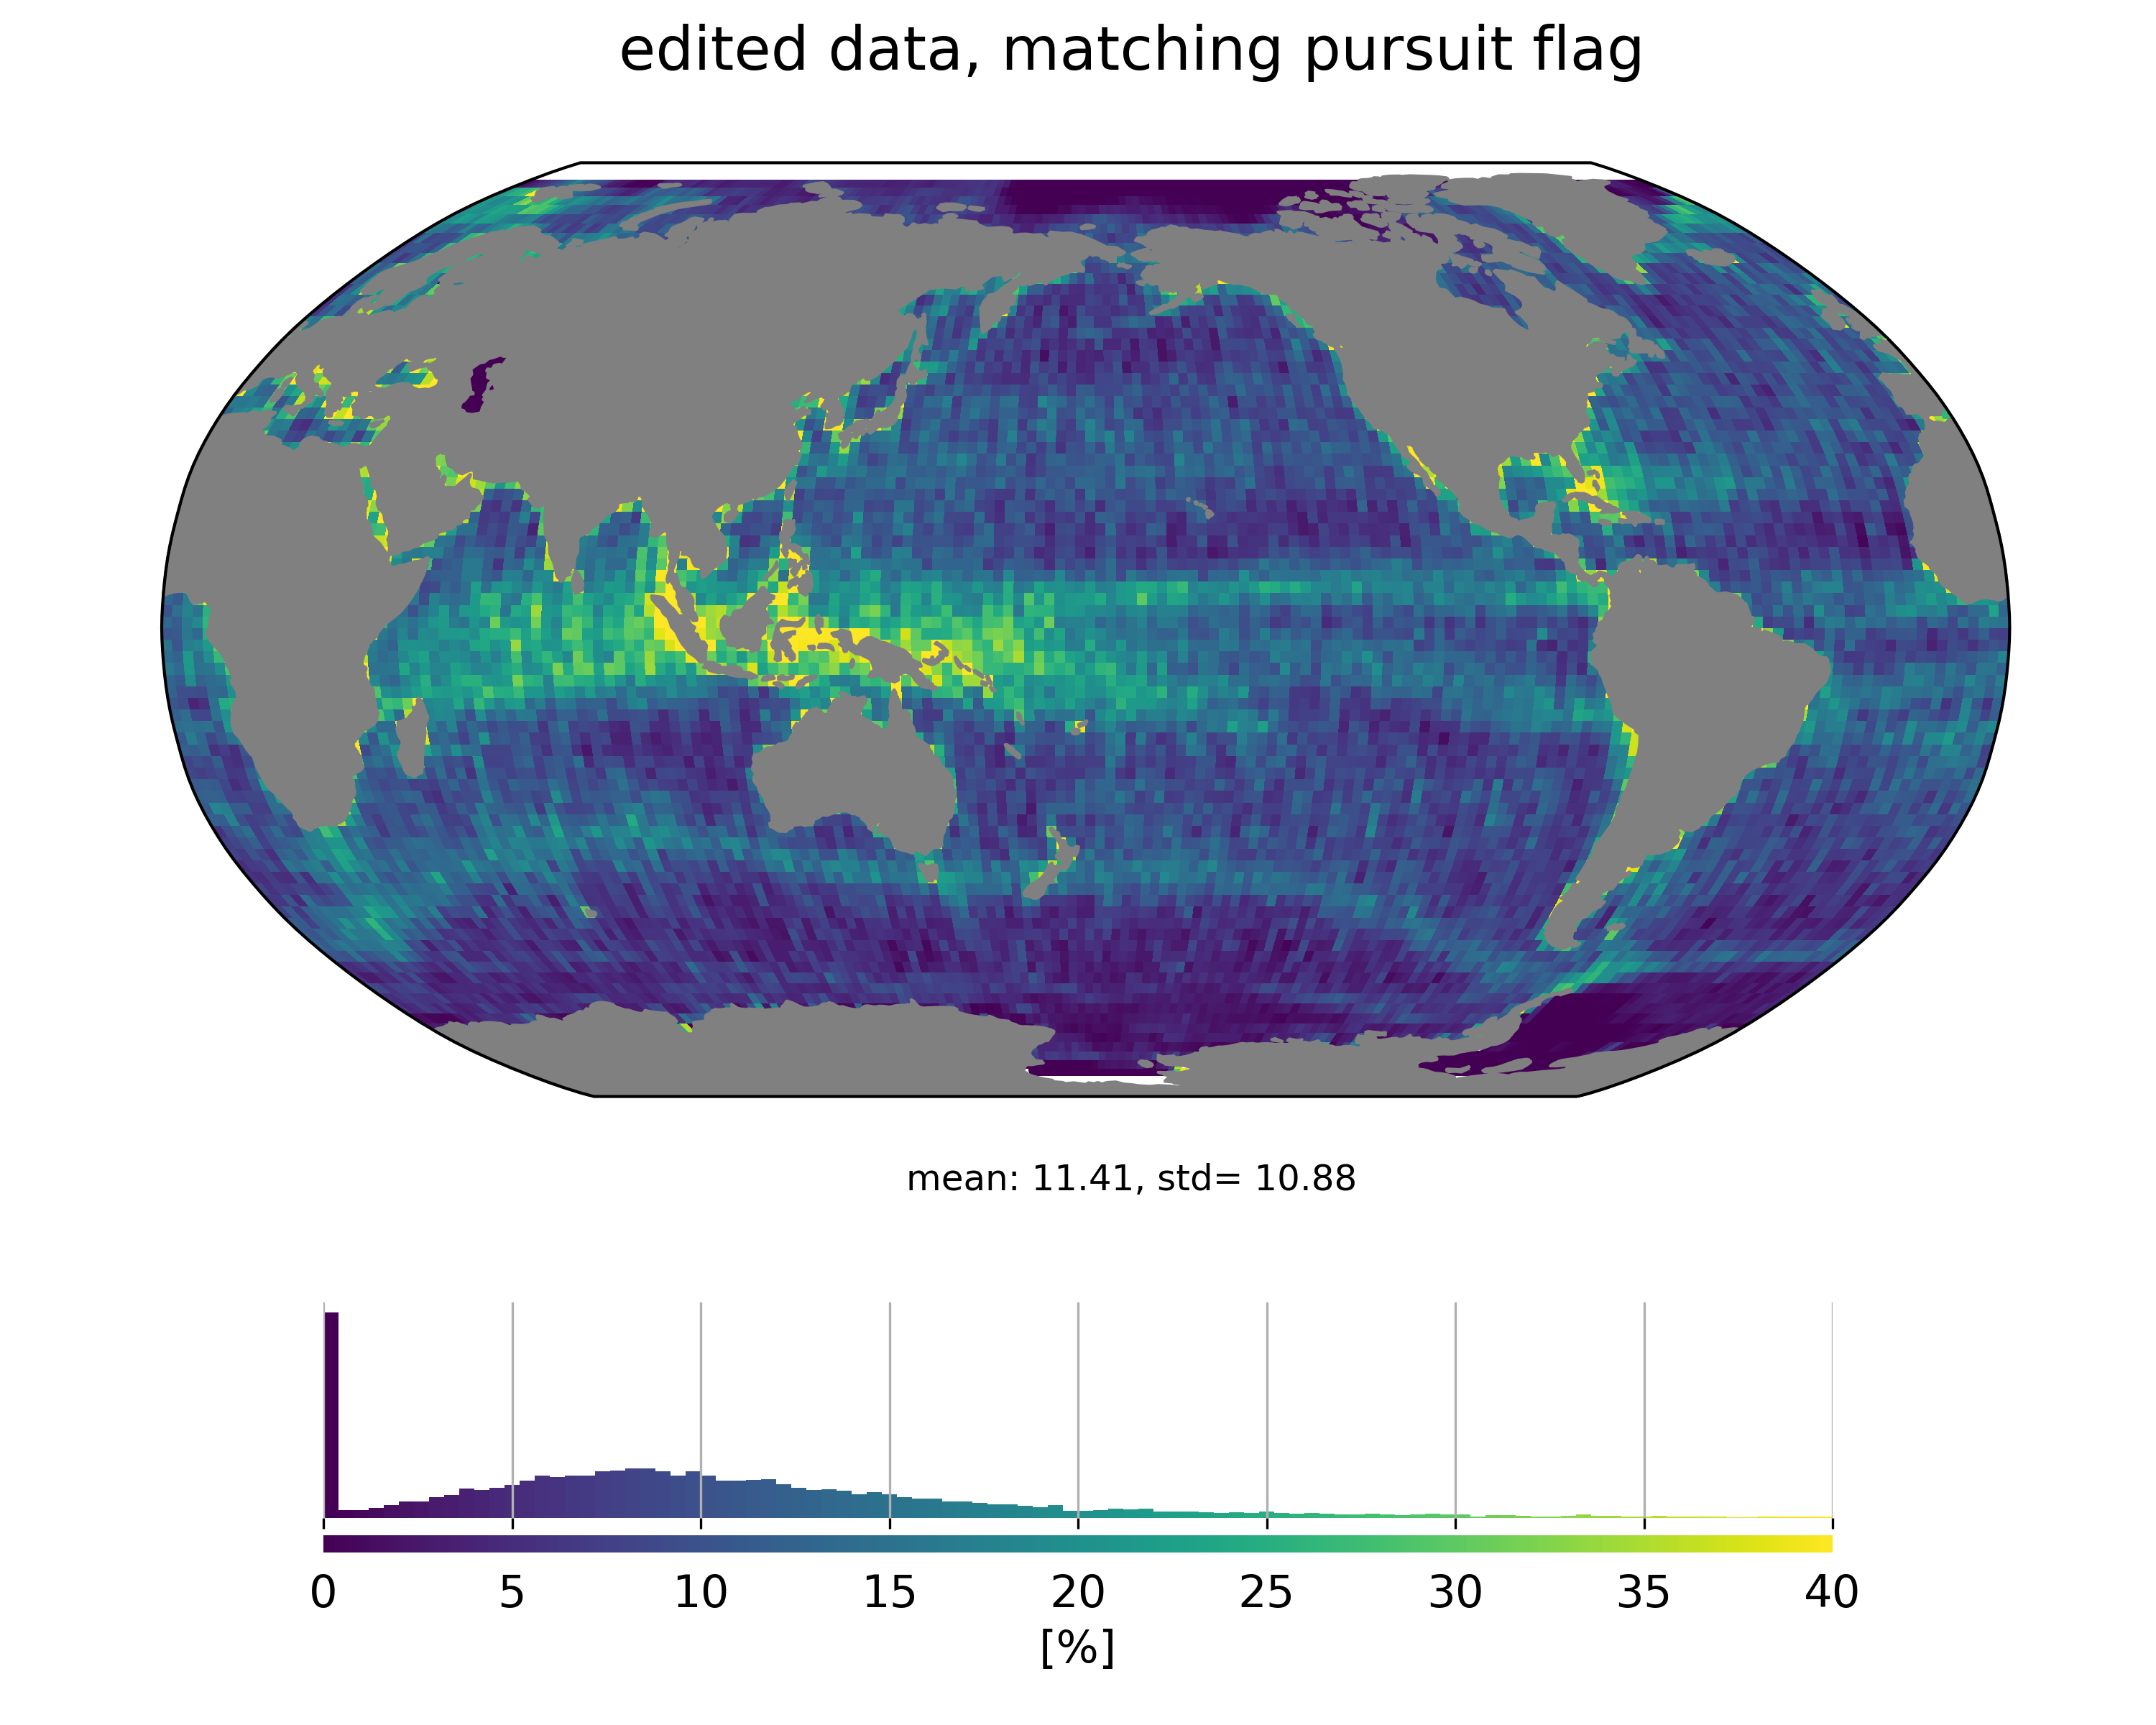 edited data, matching pursuit flag
mean: 11.41, std= 10.88
0 5 10 15 20 25 30 35 40
[%]